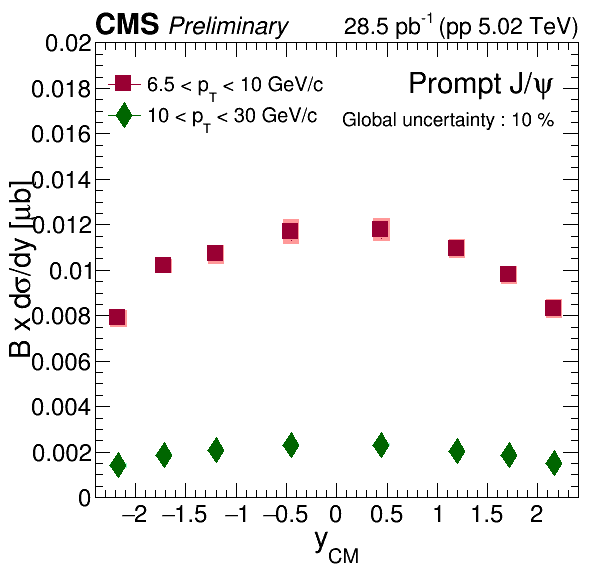 CMS Preliminary 28.5 pb⁻¹ (pp 5.02 TeV)
6.5 < p_T < 10 GeV/c
10 < p_T < 30 GeV/c
Prompt J/ψ
Global uncertainty : 10 %
B x dσ/dy [μb]
0.02
0.018
0.016
0.014
0.012
0.01
0.008
0.006
0.004
0.002
0
−2 −1.5 −1 −0.5 0 0.5 1 1.5 2
y_CM